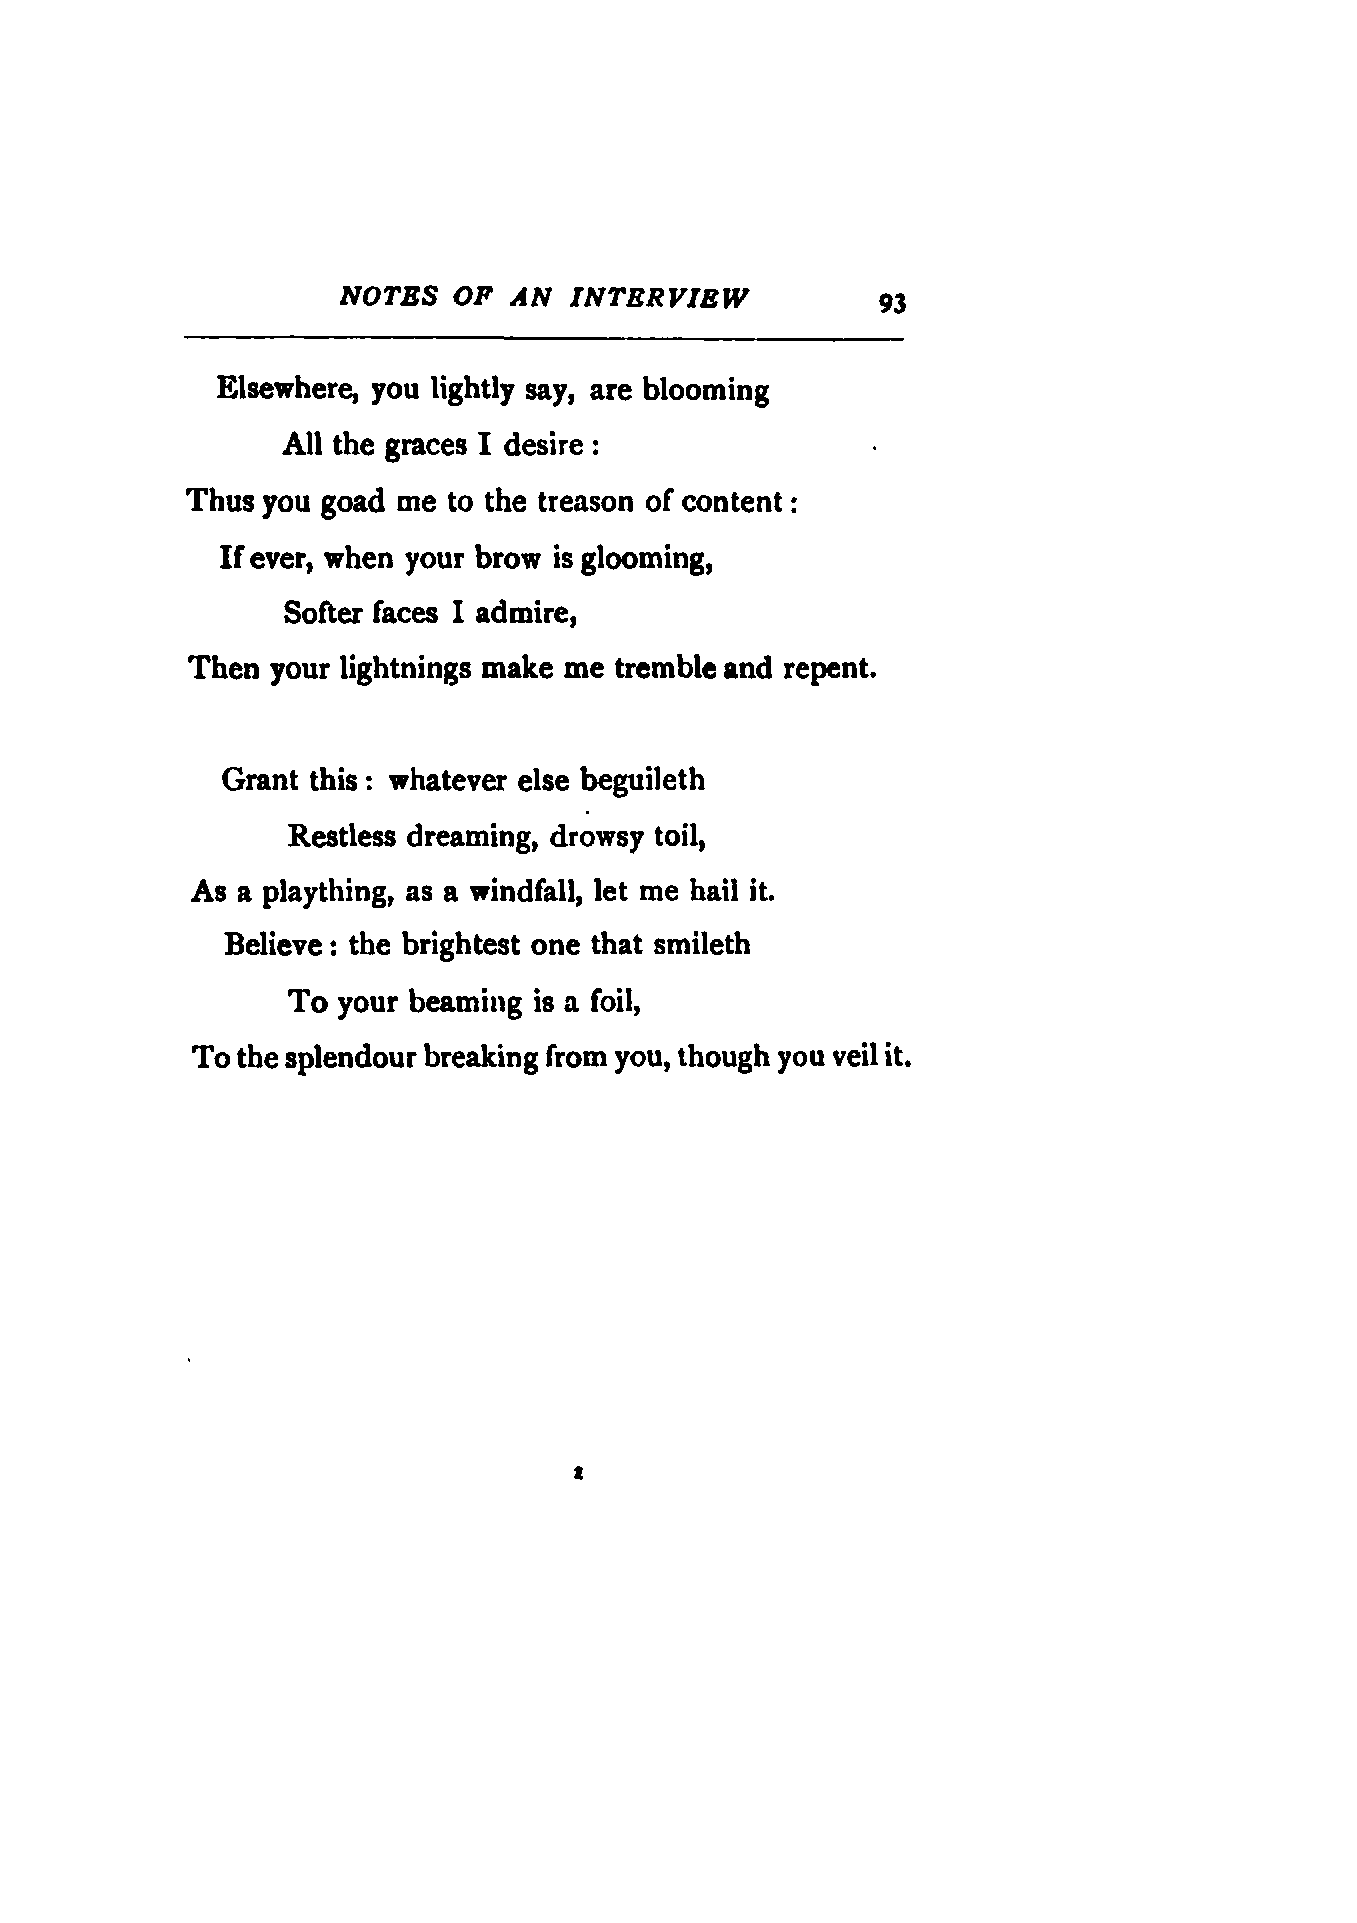 NOTES OF AN INTERVIEW 93
Elsewhere, you lightly say, are blooming
All the graces I desire :
Thus you goad me to the treason of content :
If ever, when your brow is glooming,
Softer faces I admire,
Then your lightnings make me tremble and repent.
Grant this : whatever else beguileth
Restless dreaming, drowsy toil,
As a plaything, as a windfall, let me hail it.
Believe : the brightest one that smileth
To your beaming is a foil,
To the splendour breaking from you, though you veil it.